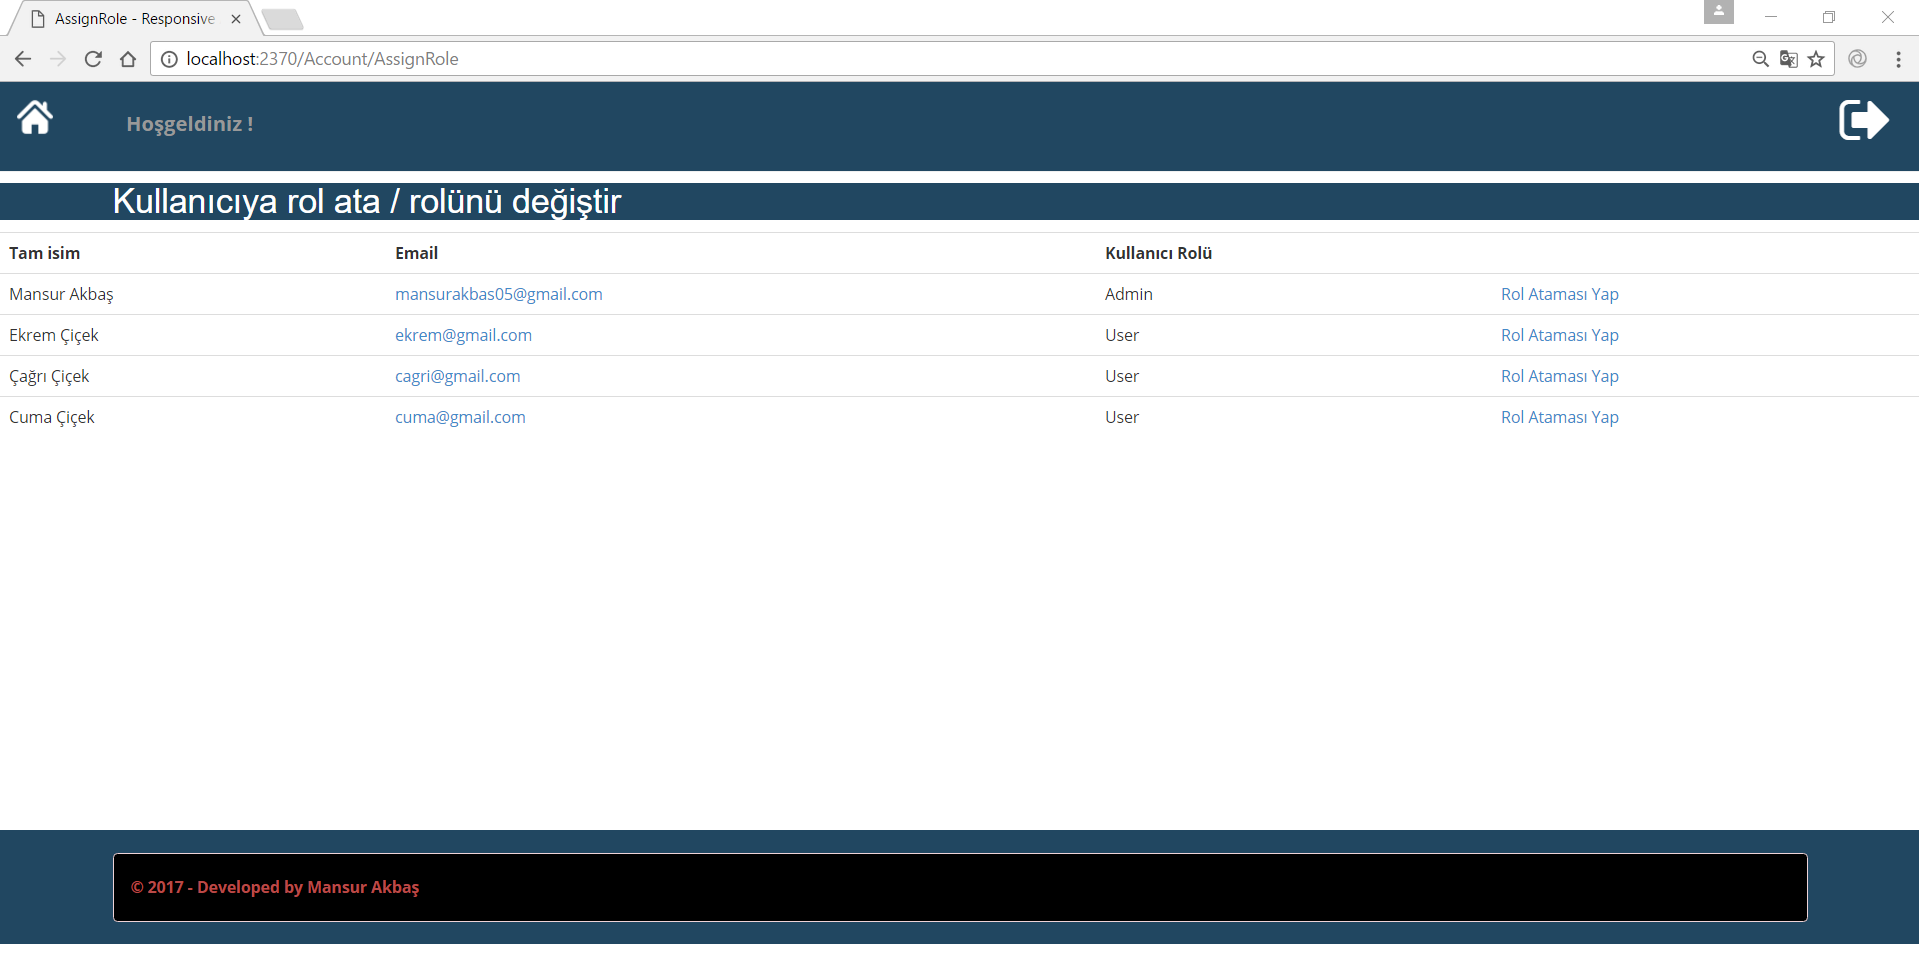 AssignRole - Responsive
localhost:2370/Account/AssignRole
Hoşgeldiniz !
Kullanıcıya rol ata / rolünü değiştir
Tam isim Email Kullanıcı Rolü
Mansur Akbaş mansurakbas05@gmail.com Admin Rol Ataması Yap
Ekrem Çiçek ekrem@gmail.com User Rol Ataması Yap
Çağrı Çiçek cagri@gmail.com User Rol Ataması Yap
Cuma Çiçek cuma@gmail.com User Rol Ataması Yap
© 2017 - Developed by Mansur Akbaş